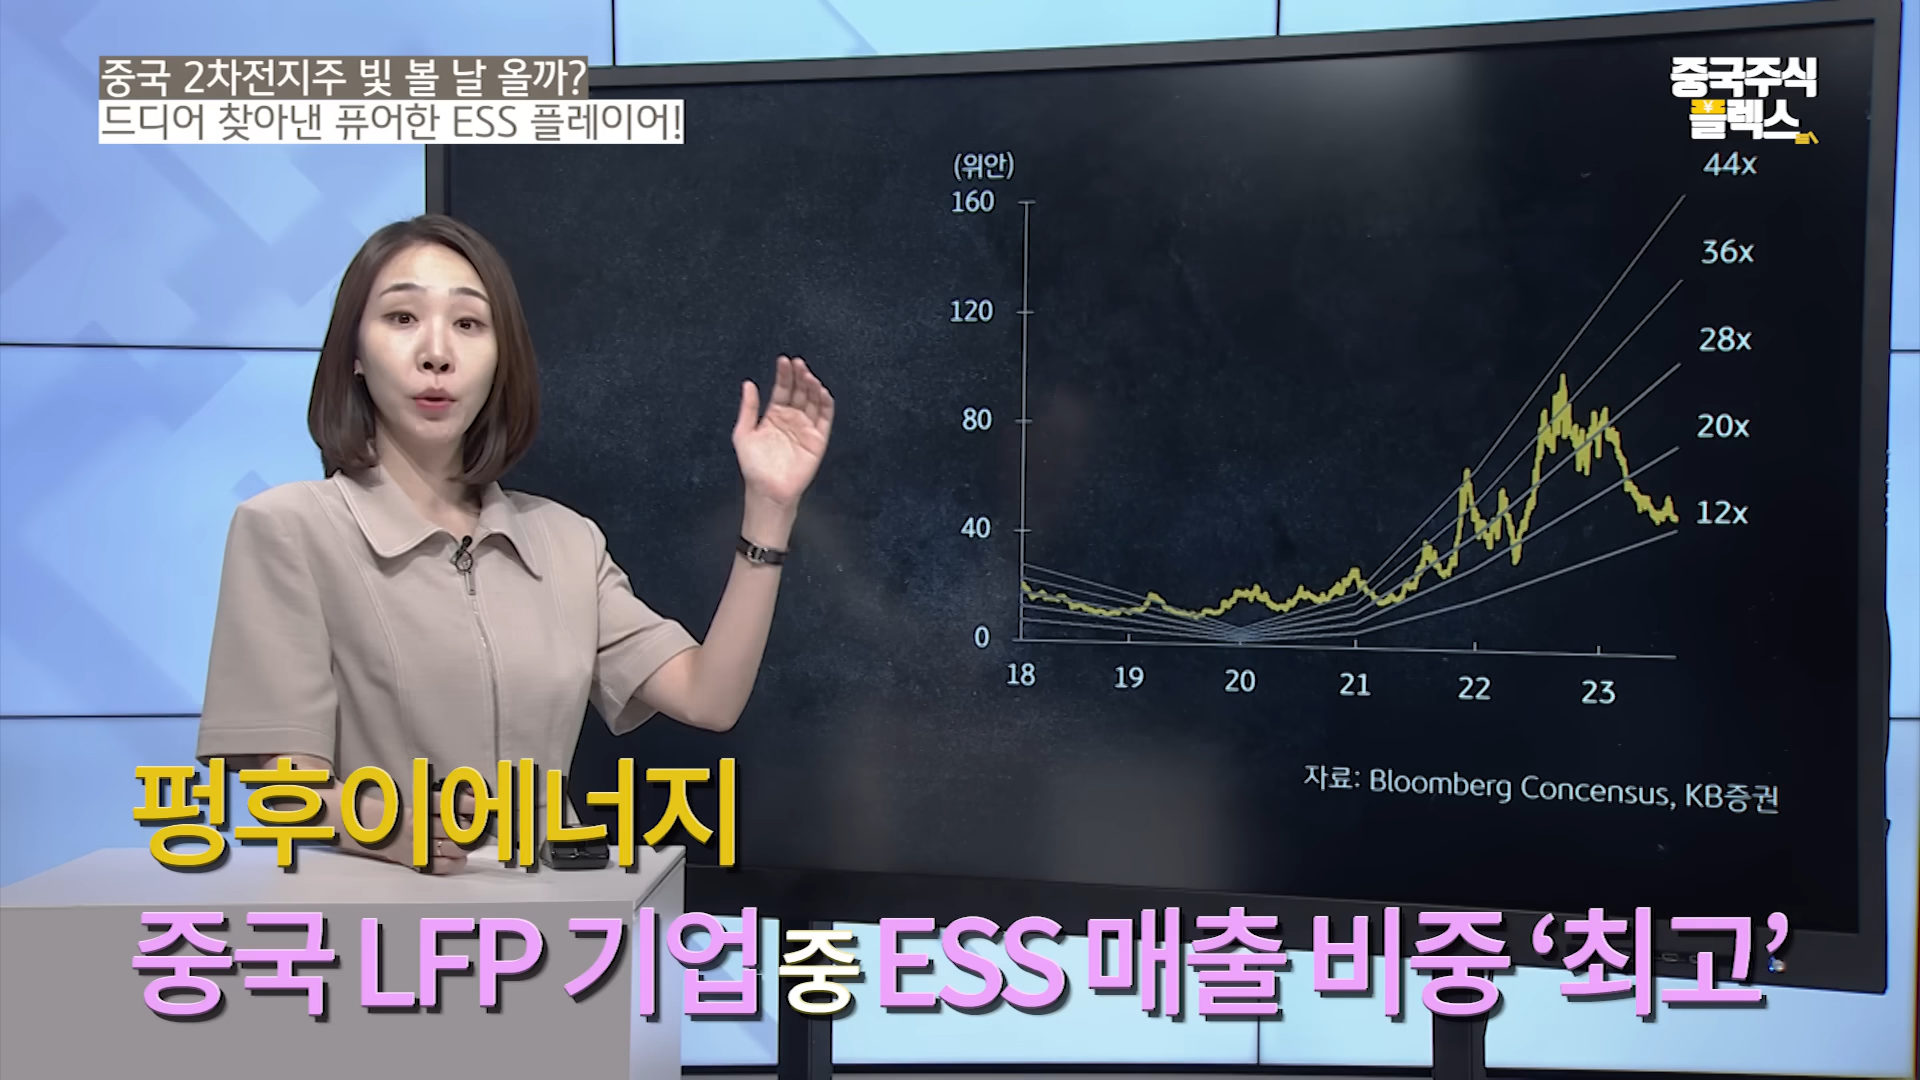 중국 2차전지주 빛 볼 날 올까?
드디어 찾아낸 퓨어한 ESS 플레이어!
중국주식
플렉스
(위안)
160
120
80
40
0
18 19 20 21 22 23
44x
36x
28x
20x
12x
자료: Bloomberg Concensus, KB증권
펑후이에너지
중국 LFP 기업 중 ESS 매출 비중 ‘최고’